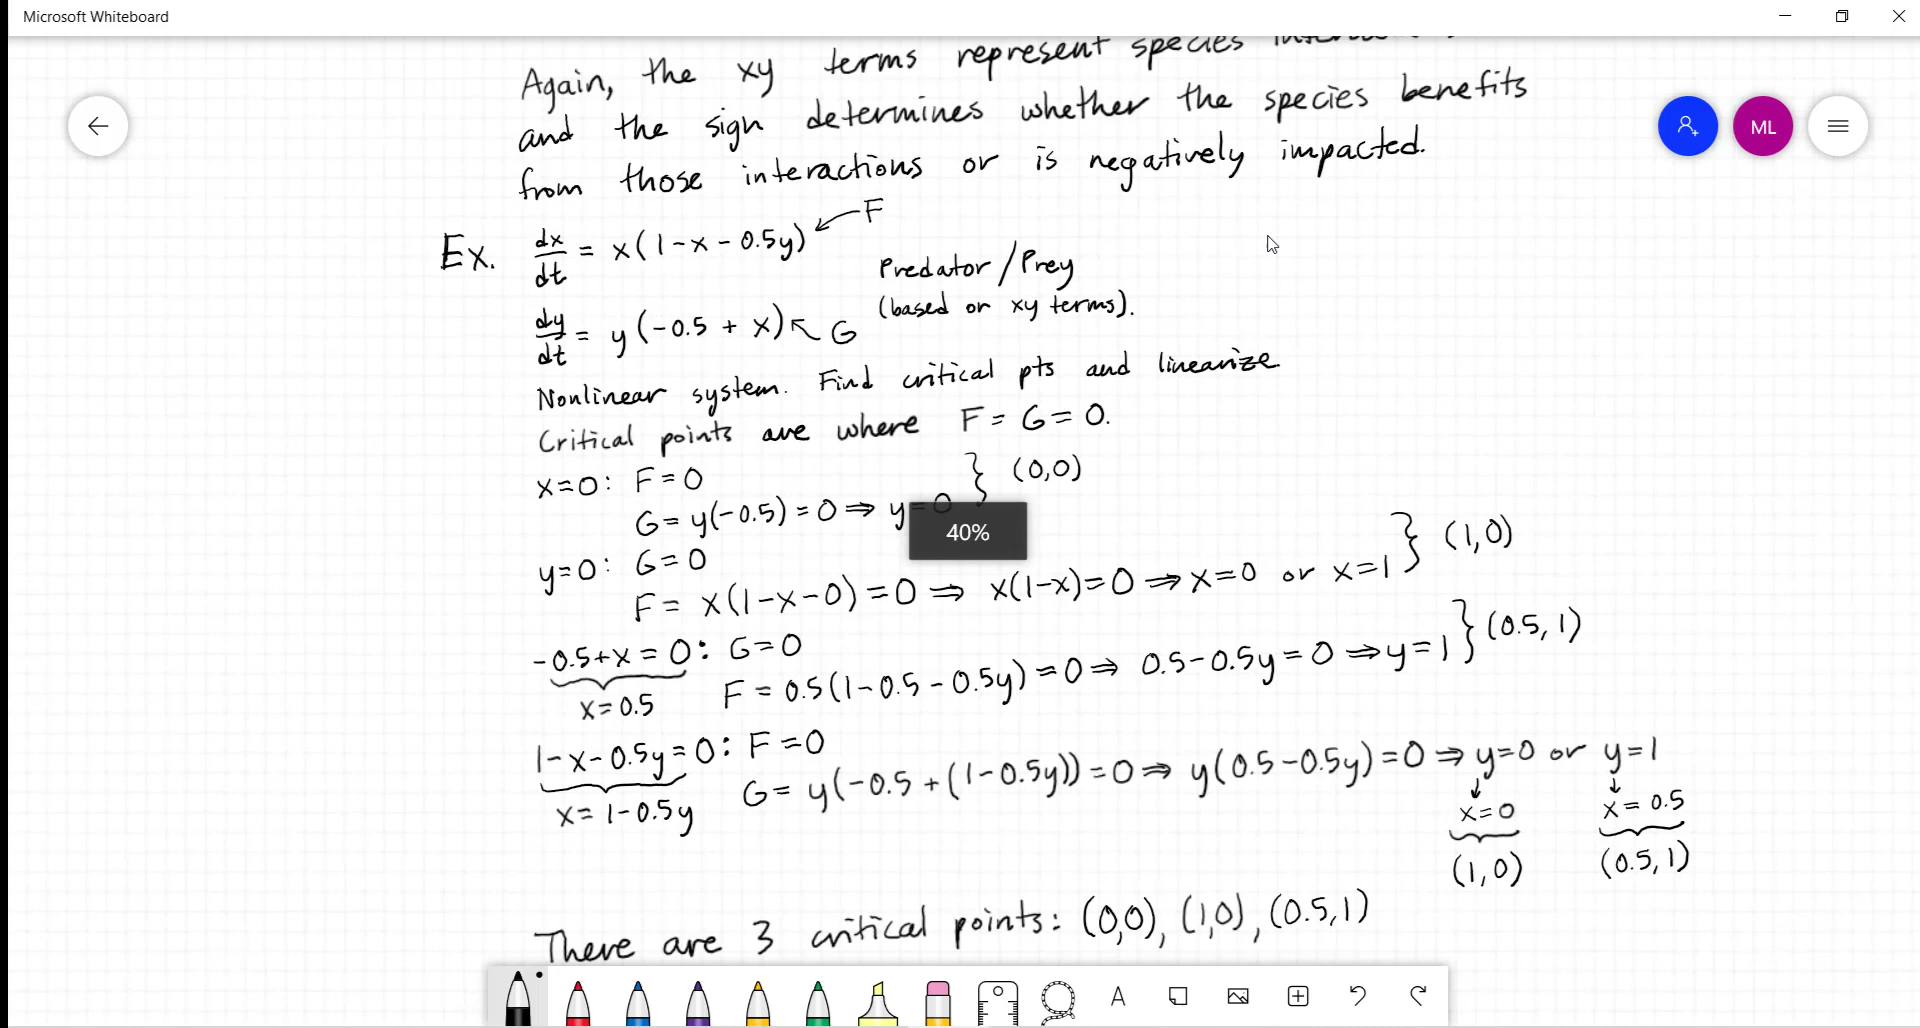 Microsoft Whiteboard
Again, the xy terms represent species
and the sign determines whether the species benefits
from those interactions or is negatively impacted.
ML
Ex. dx/dt = x(1-x-0.5y) ← F
Predator/Prey
(based on xy terms).
dy/dt = y(-0.5 + x) ↖ G
Nonlinear system. Find critical pts and linearize
Critical points are where F = G = 0.
x=0: F=0 } (0,0)
G=y(-0.5)=0 ⇒ y=0
40%
y=0: G=0
F= x(1-x-0)=0 ⇒ x(1-x)=0 ⇒ x=0 or x=1 } (1,0)
-0.5+x=0: G=0
x=0.5
F=0.5(1-0.5-0.5y)=0 ⇒ 0.5-0.5y=0 ⇒ y=1 } (0.5,1)
1-x-0.5y=0: F=0
x=1-0.5y
G= y(-0.5+(1-0.5y))=0 ⇒ y(0.5-0.5y)=0 ⇒ y=0 or y=1
↓ ↓
x=0 x=0.5
(1,0) (0.5,1)
There are 3 critical points: (0,0), (1,0), (0.5,1)
A